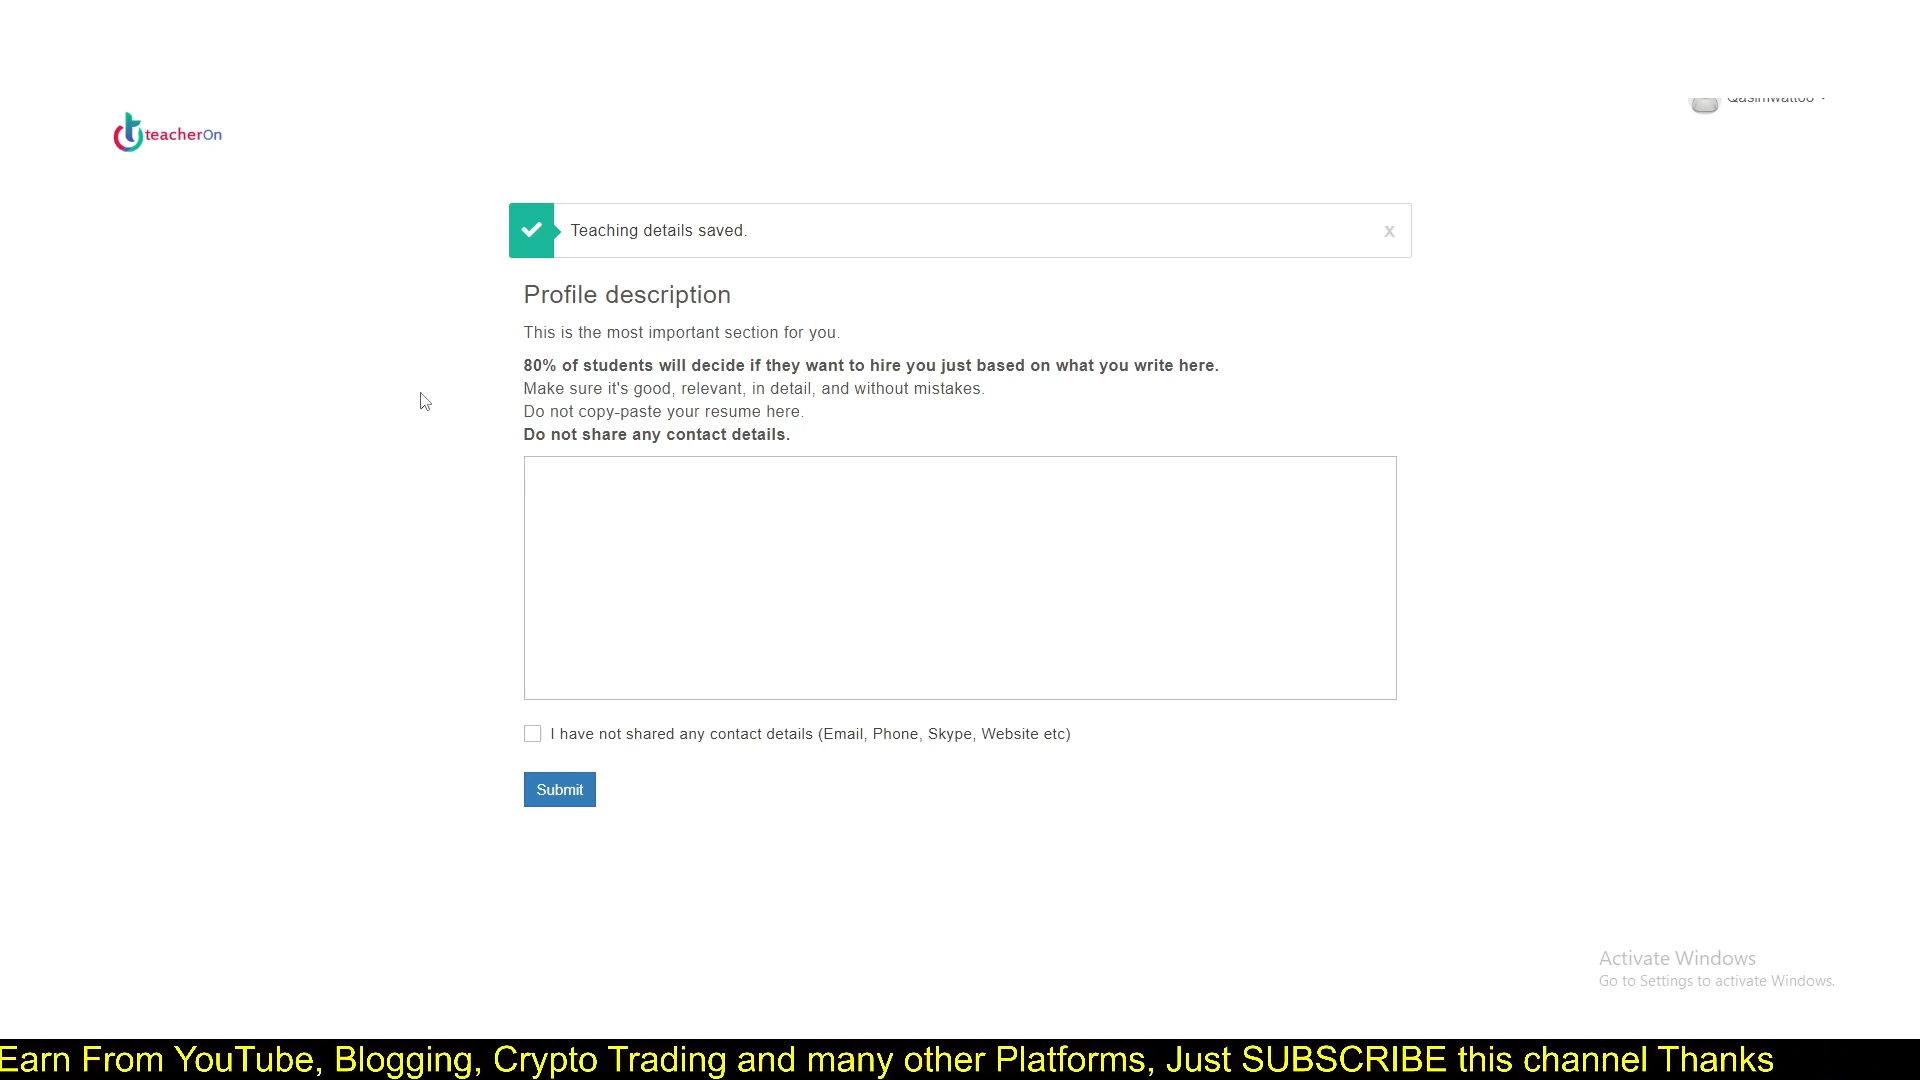 teacherOn
Qasimwattoo
Teaching details saved.
x
Profile description
This is the most important section for you.
80% of students will decide if they want to hire you just based on what you write here.
Make sure it's good, relevant, in detail, and without mistakes.
Do not copy-paste your resume here.
Do not share any contact details.
I have not shared any contact details (Email, Phone, Skype, Website etc)
Submit
Activate Windows
Go to Settings to activate Windows.
Earn From YouTube, Blogging, Crypto Trading and many other Platforms, Just SUBSCRIBE this channel Thanks